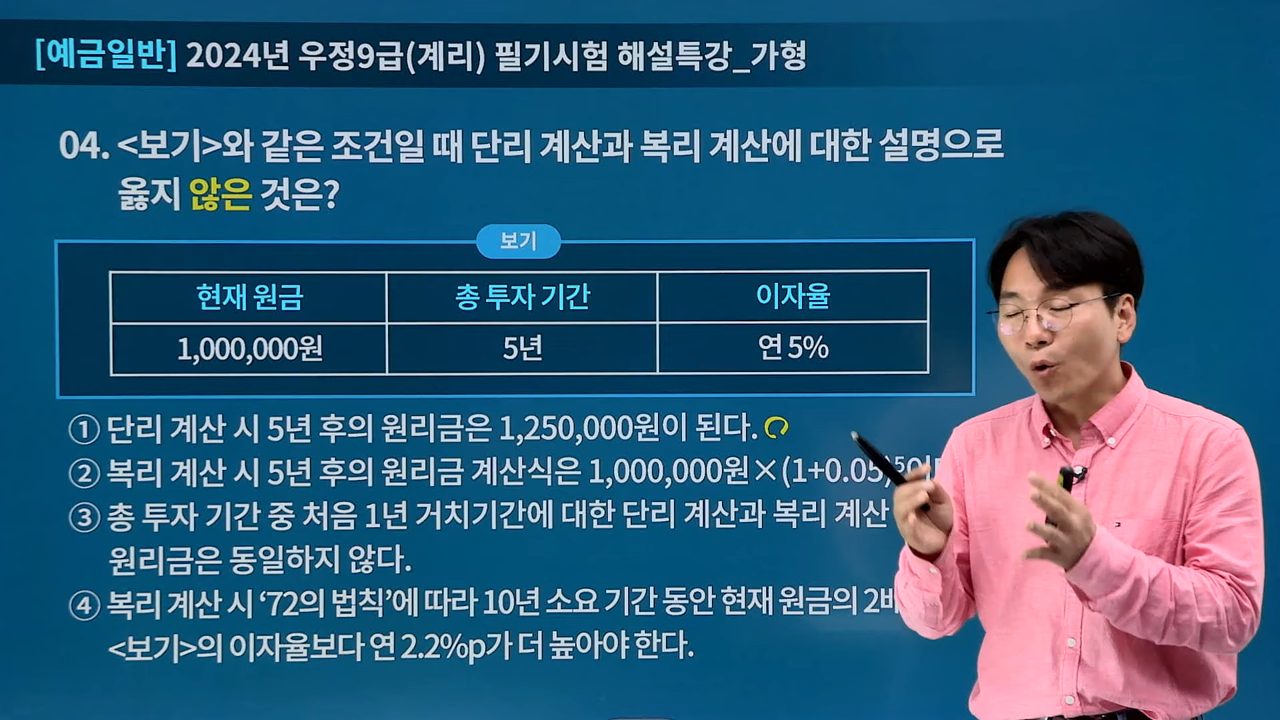 [예금일반] 2024년 우정9급(계리) 필기시험 해설특강_가형
04. <보기>와 같은 조건일 때 단리 계산과 복리 계산에 대한 설명으로
옳지 않은 것은?
보기
현재 원금 총 투자 기간 이자율
1,000,000원 5년 연 5%
① 단리 계산 시 5년 후의 원리금은 1,250,000원이 된다.
② 복리 계산 시 5년 후의 원리금 계산식은 1,000,000원×(1+0.05)⁵
③ 총 투자 기간 중 처음 1년 거치기간에 대한 단리 계산과 복리 계산
원리금은 동일하지 않다.
④ 복리 계산 시 ‘72의 법칙’에 따라 10년 소요 기간 동안 현재 원금의
<보기>의 이자율보다 연 2.2%p가 더 높아야 한다.